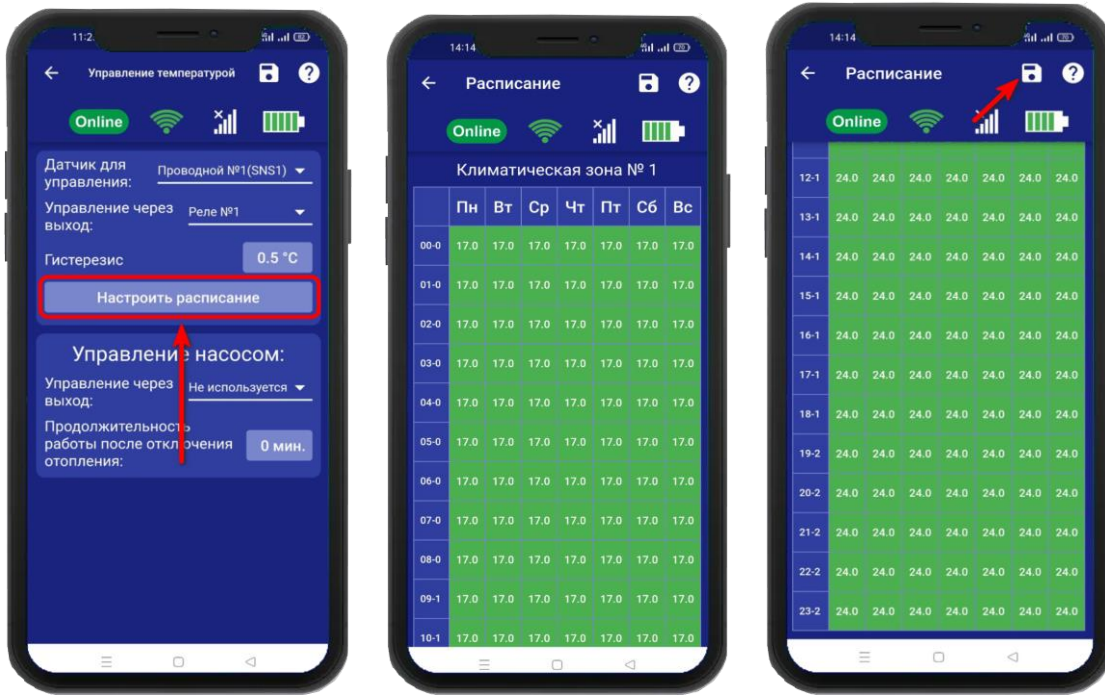 11:2
Управление температурой
Online
Датчик для
управления:
Проводной №1(SNS1)
Управление через
выход:
Реле №1
Гистерезис
0.5 °C
Настроить расписание
Управление насосом:
Управление через
выход:
Не используется
Продолжительность
работы после отключения
отопления:
0 мин.
14:14
Расписание
Online
Климатическая зона № 1
Пн Вт Ср Чт Пт Сб Вс
00-0 17.0 17.0 17.0 17.0 17.0 17.0 17.0
01-0 17.0 17.0 17.0 17.0 17.0 17.0 17.0
02-0 17.0 17.0 17.0 17.0 17.0 17.0 17.0
03-0 17.0 17.0 17.0 17.0 17.0 17.0 17.0
04-0 17.0 17.0 17.0 17.0 17.0 17.0 17.0
05-0 17.0 17.0 17.0 17.0 17.0 17.0 17.0
06-0 17.0 17.0 17.0 17.0 17.0 17.0 17.0
07-0 17.0 17.0 17.0 17.0 17.0 17.0 17.0
08-0 17.0 17.0 17.0 17.0 17.0 17.0 17.0
09-1 17.0 17.0 17.0 17.0 17.0 17.0 17.0
10-1 17.0 17.0 17.0 17.0 17.0 17.0 17.0
14:14
Расписание
Online
12-1 24.0 24.0 24.0 24.0 24.0 24.0 24.0
13-1 24.0 24.0 24.0 24.0 24.0 24.0 24.0
14-1 24.0 24.0 24.0 24.0 24.0 24.0 24.0
15-1 24.0 24.0 24.0 24.0 24.0 24.0 24.0
16-1 24.0 24.0 24.0 24.0 24.0 24.0 24.0
17-1 24.0 24.0 24.0 24.0 24.0 24.0 24.0
18-1 24.0 24.0 24.0 24.0 24.0 24.0 24.0
19-2 24.0 24.0 24.0 24.0 24.0 24.0 24.0
20-2 24.0 24.0 24.0 24.0 24.0 24.0 24.0
21-2 24.0 24.0 24.0 24.0 24.0 24.0 24.0
22-2 24.0 24.0 24.0 24.0 24.0 24.0 24.0
23-2 24.0 24.0 24.0 24.0 24.0 24.0 24.0